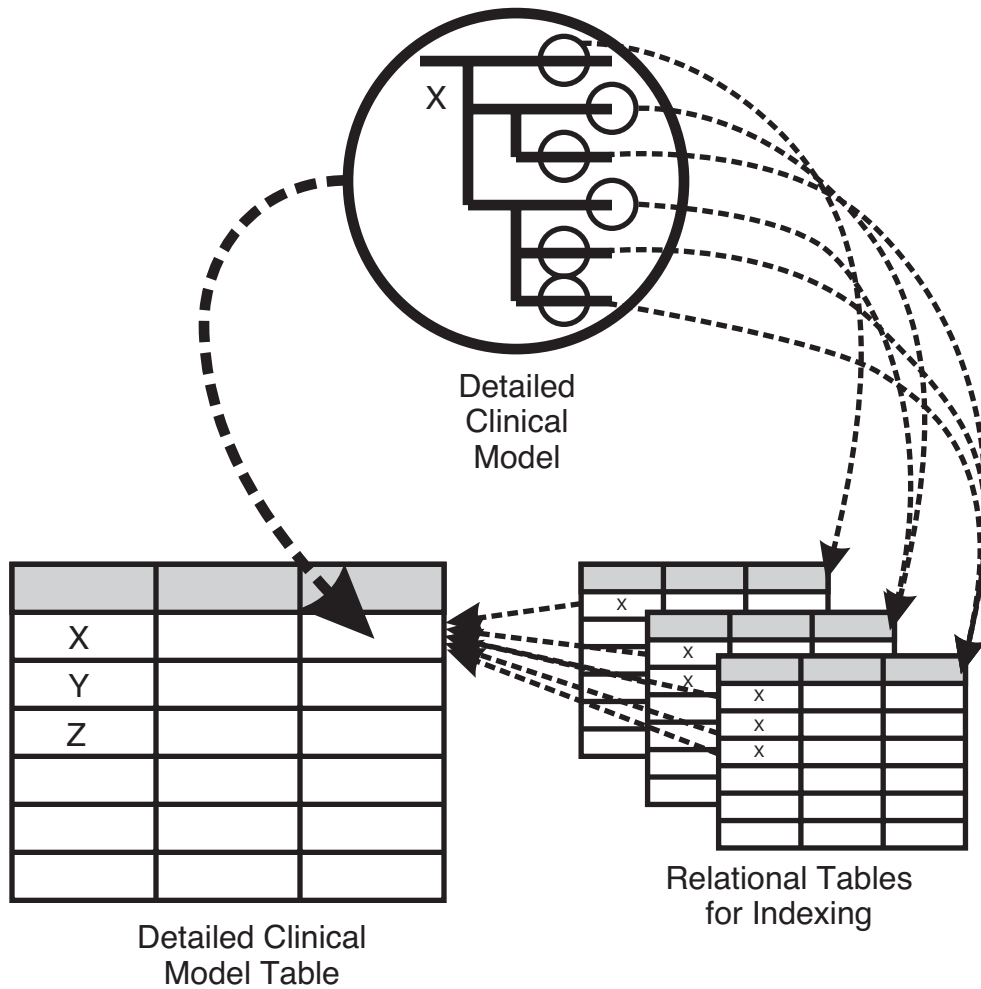 X
Detailed
Clinical
Model
X
Y
Z
x
x
x
x
x
x
Relational Tables
for Indexing
Detailed Clinical
Model Table